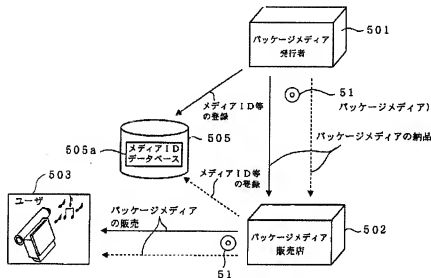 パッケージメディア
発行者
501
51
パッケージメディア)
メディアID等
の登録
パッケージメディアの納品
505
505a
メディアID
データベース
メディアID等
の登録
503
ユーザ
パッケージメディア
の販売
パッケージメディア
販売店
502
51